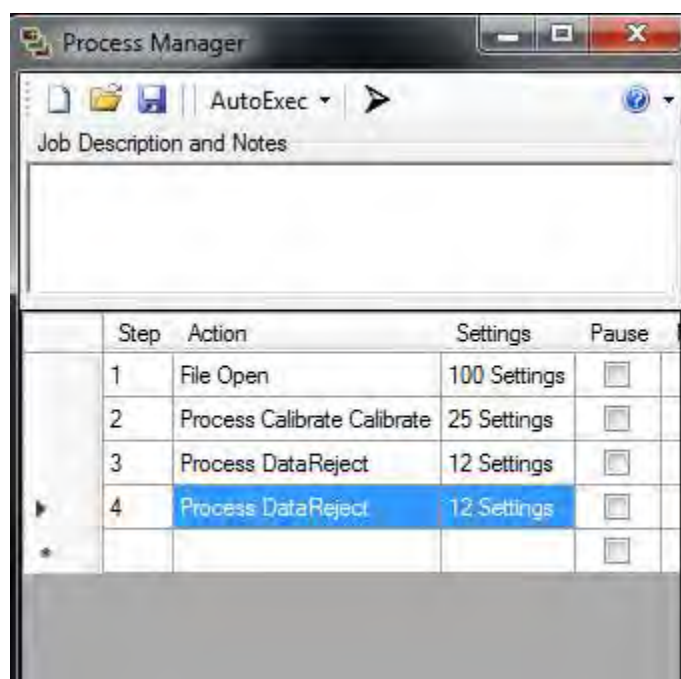 Process Manager
AutoExec
Job Description and Notes
Step Action Settings Pause
1 File Open 100 Settings
2 Process Calibrate Calibrate 25 Settings
3 Process DataReject 12 Settings
4 Process DataReject 12 Settings